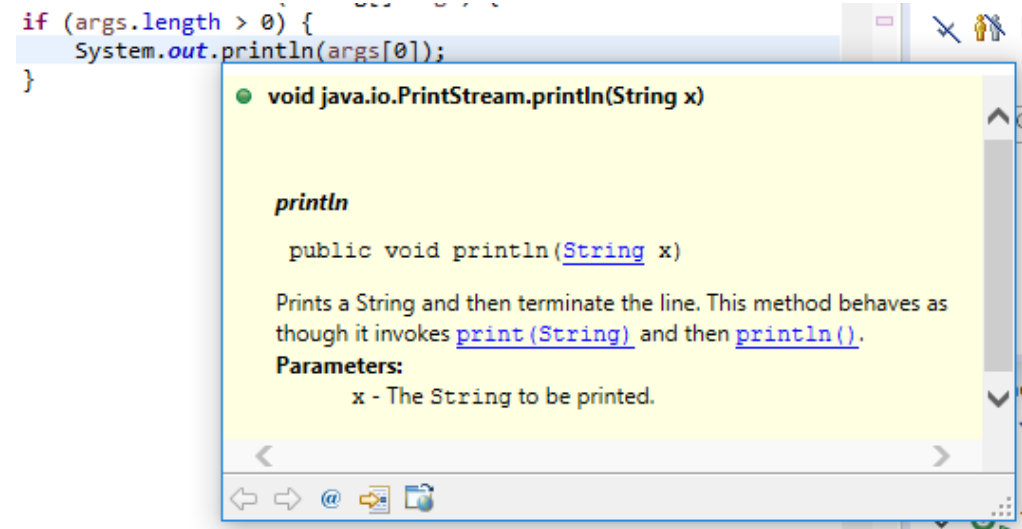 if (args.length > 0) {
System.out.println(args[0]);
}
void java.io.PrintStream.println(String x)
println
public void println(String x)
Prints a String and then terminate the line. This method behaves as
though it invokes print(String) and then println().
Parameters:
x - The String to be printed.
@